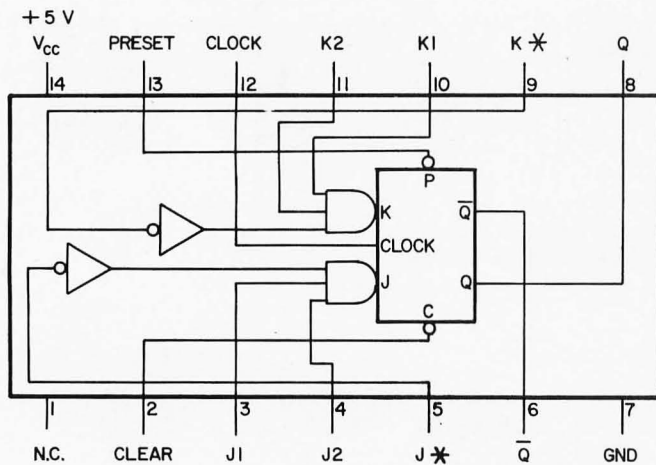 + 5 V
VCC PRESET CLOCK K2 K1 K * Q
14 13 12 11 10 9 8
P
K Q̅
CLOCK
J Q
C
1 2 3 4 5 6 7
N.C. CLEAR J1 J2 J * Q̅ GND